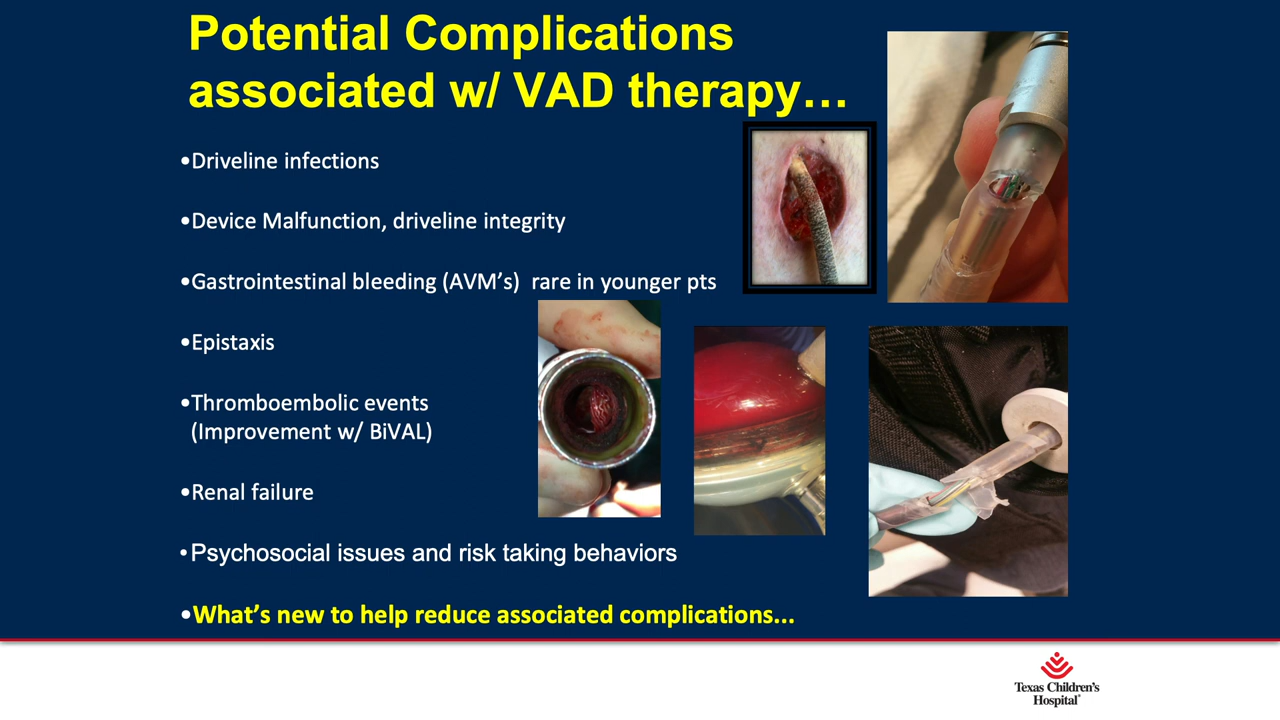 Potential Complications
associated w/ VAD therapy...
•Driveline infections
•Device Malfunction, driveline integrity
•Gastrointestinal bleeding (AVM’s)  rare in younger pts
•Epistaxis
•Thromboembolic events
(Improvement w/ BiVAL)
•Renal failure
•Psychosocial issues and risk taking behaviors
•What’s new to help reduce associated complications...
Texas Children's
Hospital®